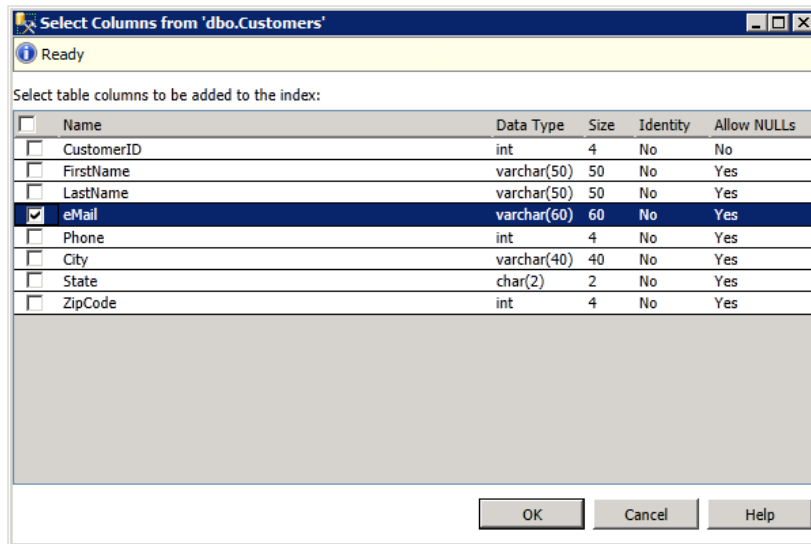 Select Columns from 'dbo.Customers'
Ready
Select table columns to be added to the index:
Name Data Type Size Identity Allow NULLs
CustomerID int 4 No No
FirstName varchar(50) 50 No Yes
LastName varchar(50) 50 No Yes
eMail varchar(60) 60 No Yes
Phone int 4 No Yes
City varchar(40) 40 No Yes
State char(2) 2 No Yes
ZipCode int 4 No Yes
OK Cancel Help